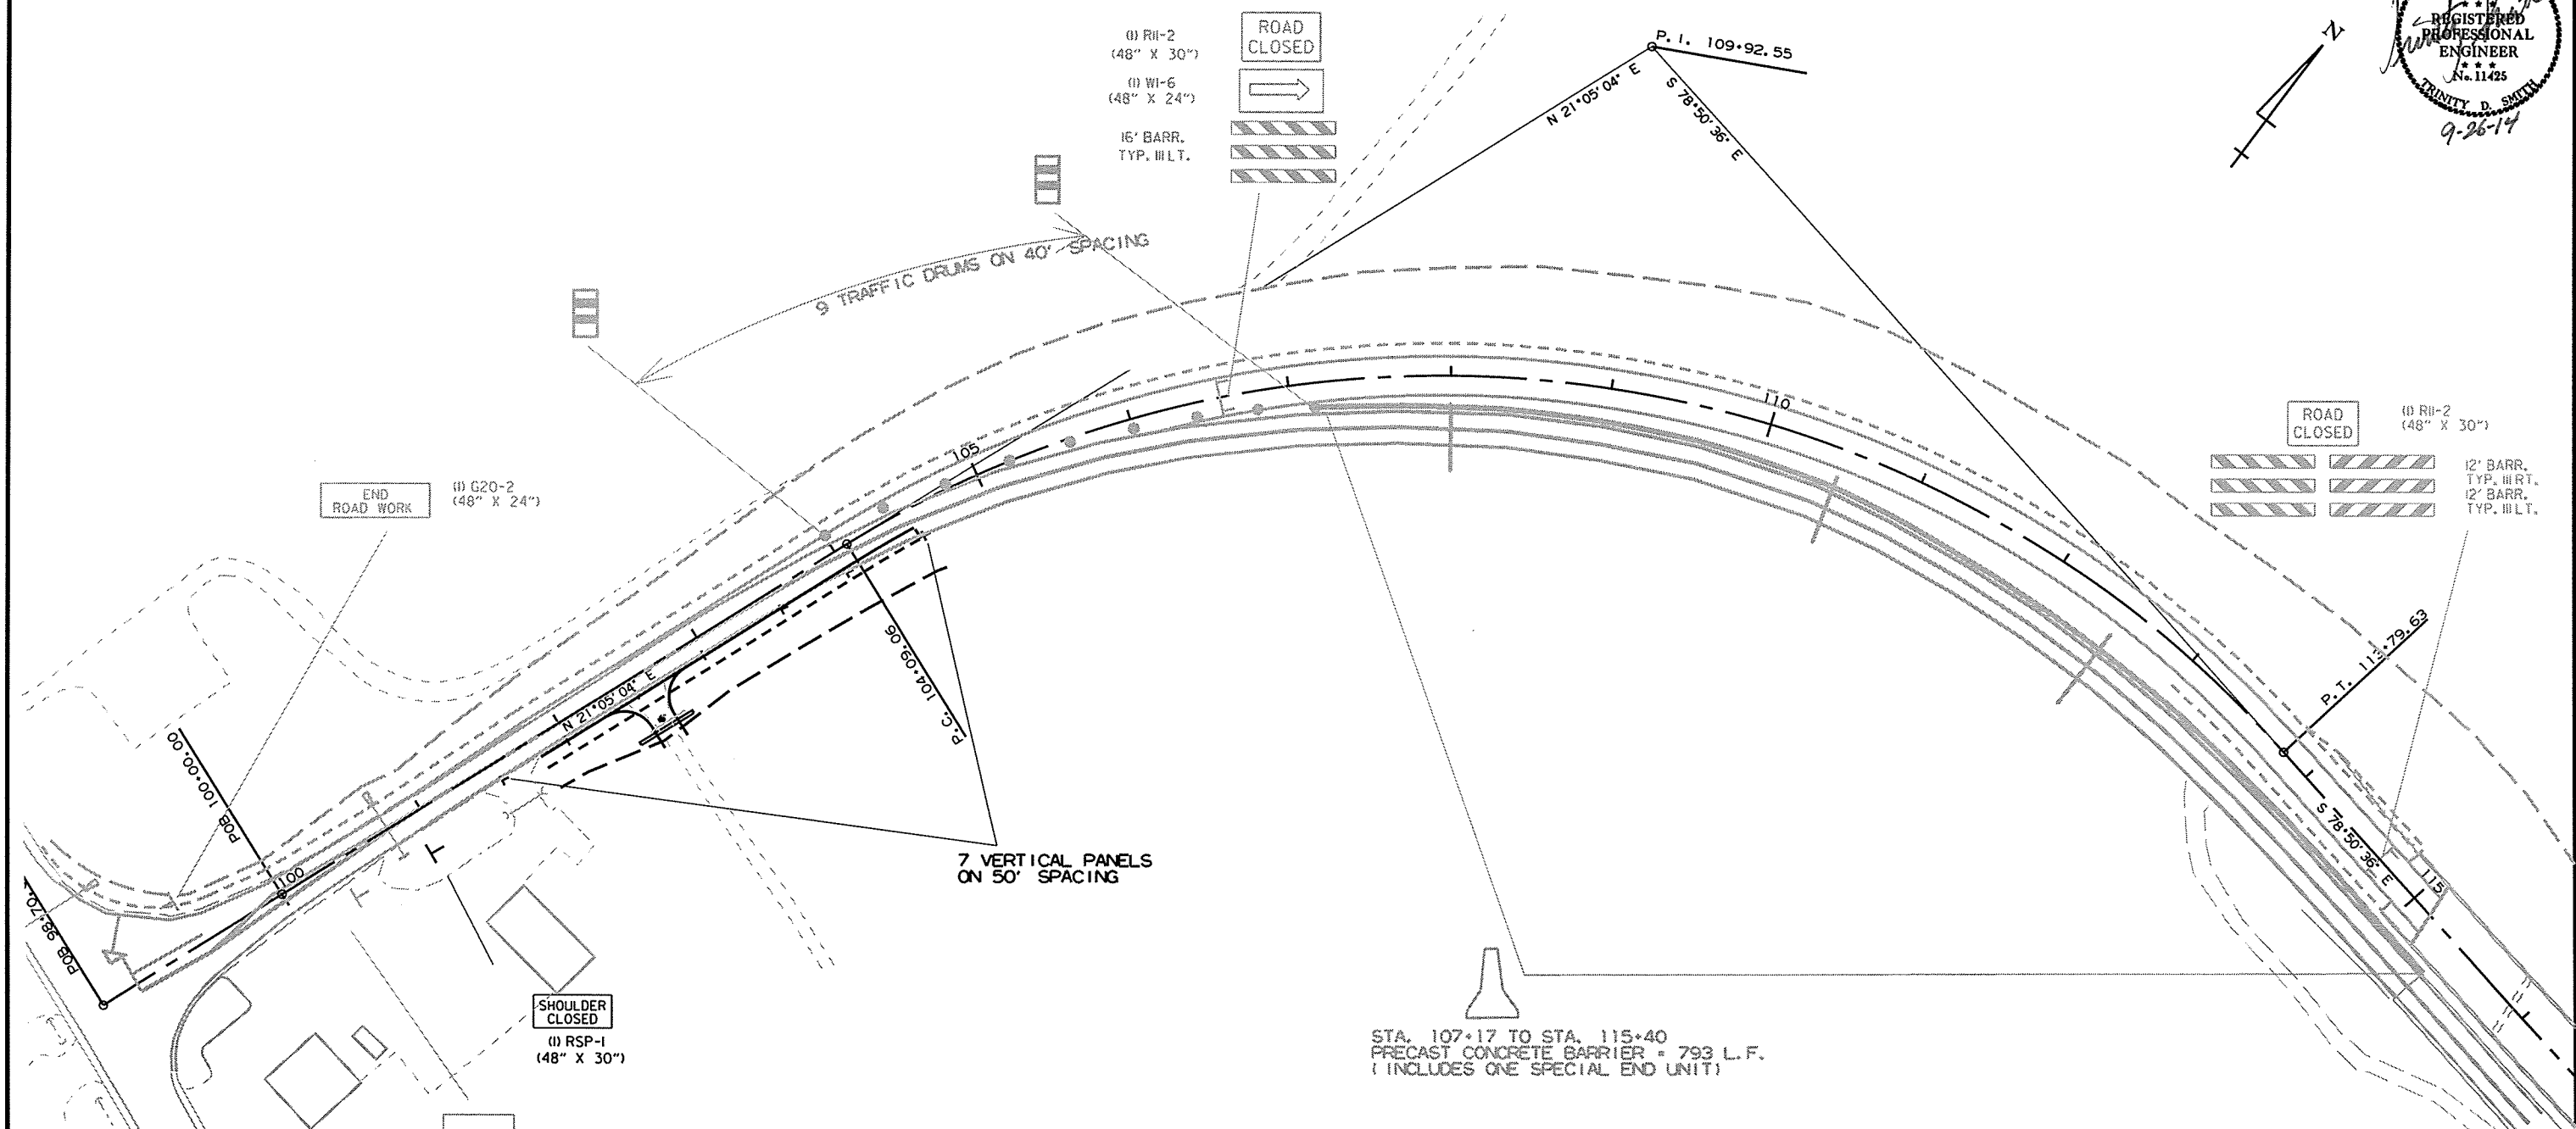 (1) R11-2
(48" X 30")
ROAD
CLOSED
(1) W1-6
(48" X 24")
16' BARR.
TYP. III LT.
P. I. 109+92.55
N 21°05'04" E
S 78°50'36" E
N
REGISTERED
PROFESSIONAL
ENGINEER
No. 11425
TRINITY D. SMITH
9-26-14
9 TRAFFIC DRUMS ON 40' SPACING
END
ROAD WORK
(1) G20-2
(48" X 24")
105
110
ROAD
CLOSED
(1) R11-2
(48" X 30")
12' BARR.
TYP. III RT.
12' BARR.
TYP. III LT.
P. T. 113+79.63
N 21°05'04" E
P. C. 104+09.06
POB 100+00.00
100
POB 98+70.
S 78°50'36" E
115
7 VERTICAL PANELS
ON 50' SPACING
SHOULDER
CLOSED
(1) RSP-1
(48" X 30")
STA. 107+17 TO STA. 115+40
PRECAST CONCRETE BARRIER = 793 L.F.
(INCLUDES ONE SPECIAL END UNIT)